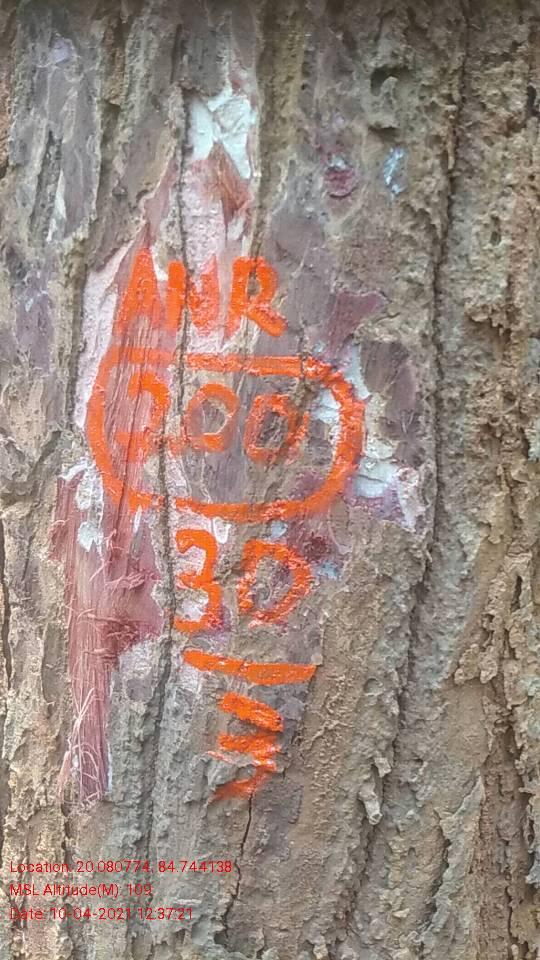 ANR
200
30
3
Location: 20.080774, 84.744138
MSL Altitude(M): 109
Date: 10-04-2021 12:37:21